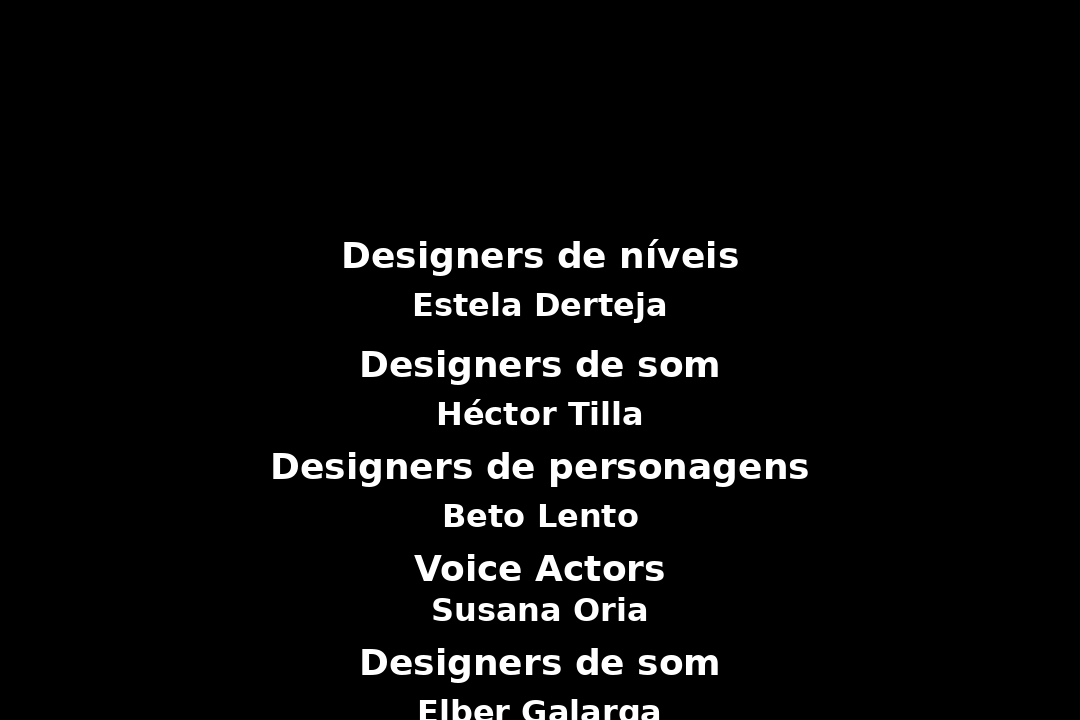 Designers de níveis
Estela Derteja
Designers de som
Héctor Tilla
Designers de personagens
Beto Lento
Voice Actors
Susana Oria
Designers de som
Elber Galarga